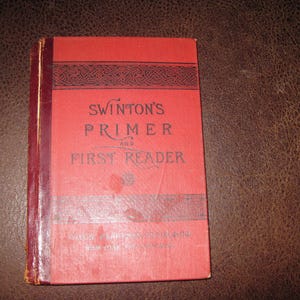 SWINTON'S
PRIMER
AND
FIRST READER